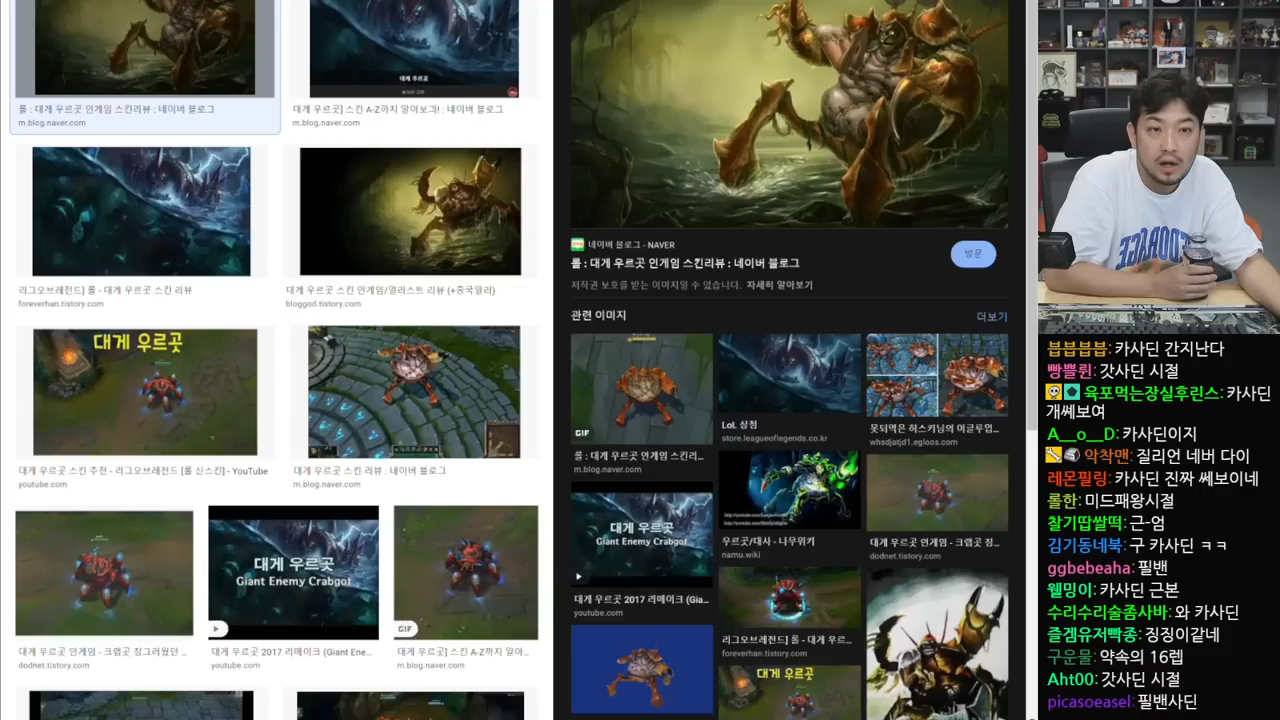 롤 : 대게 우르곳 인게임 스킨리뷰 : 네이버 블로그
m.blog.naver.com
대게 우르곳
대게 우르곳] 스킨 A-Z까지 알아보그! : 네이버 블로그
m.blog.naver.com
리그오브레전드] 롤 - 대게 우르곳 스킨 리뷰
foreverhan.tistory.com
대게 우르곳 스킨 인게임/일러스트 리뷰 (+중국일러)
bloggod.tistory.com
대게 우르곳
대게 우르곳 스킨 추천 - 리그오브레전드 [롤 신스킨] - YouTube
youtube.com
대게 우르곳 스킨 리뷰 : 네이버 블로그
m.blog.naver.com
대게 우르곳 인게임 - 크랩곳 징그러웠던 ...
dodnet.tistory.com
대게 우르곳
Giant Enemy Crabgot
대게 우르곳 2017 리메이크 (Giant Ene...
youtube.com
GIF
대게 우르곳] 스킨 A-Z까지 알아...
m.blog.naver.com
네이버 블로그 - NAVER
롤 : 대게 우르곳 인게임 스킨리뷰 : 네이버 블로그
방문
저작권 보호를 받는 이미지일 수 있습니다. 자세히 알아보기
관련 이미지
더보기
GIF
롤 : 대게 우르곳 인게임 스킨리...
m.blog.naver.com
LoL 상점
store.leagueoflegends.co.kr
못되먹은 허스키님의 이글루입...
whsdjatjd1.egloos.com
대게 우르곳
Giant Enemy Crabgot
대게 우르곳 2017 리메이크 (Gia...
youtube.com
우르곳/대사 - 나무위키
namu.wiki
대게 우르곳 인게임 - 크랩곳 징...
dodnet.tistory.com
리그오브레전드] 롤 - 대게 우르...
foreverhan.tistory.com
대게 우르곳
븝븝븝븝: 카사딘 간지난다
빵쁠륀: 갓사딘 시절
육포먹는장실후린스: 카사딘
개쎄보여
A__o__D: 카사딘이지
악착맨: 질리언 네버 다이
레몬필링: 카사딘 진짜 쎄보이네
롤한: 미드패왕시절
찰기땁쌀떡: 근-엄
김기동네북: 구 카사딘 ㅋㅋ
ggbebeaha: 필밴
웰밍이: 카사딘 근본
수리수리술좀사바: 와 카사딘
즐겜유저빡종: 징징이같네
구운물: 약속의 16렙
Aht00: 갓사딘 시절
picasoeasel: 필밴사딘